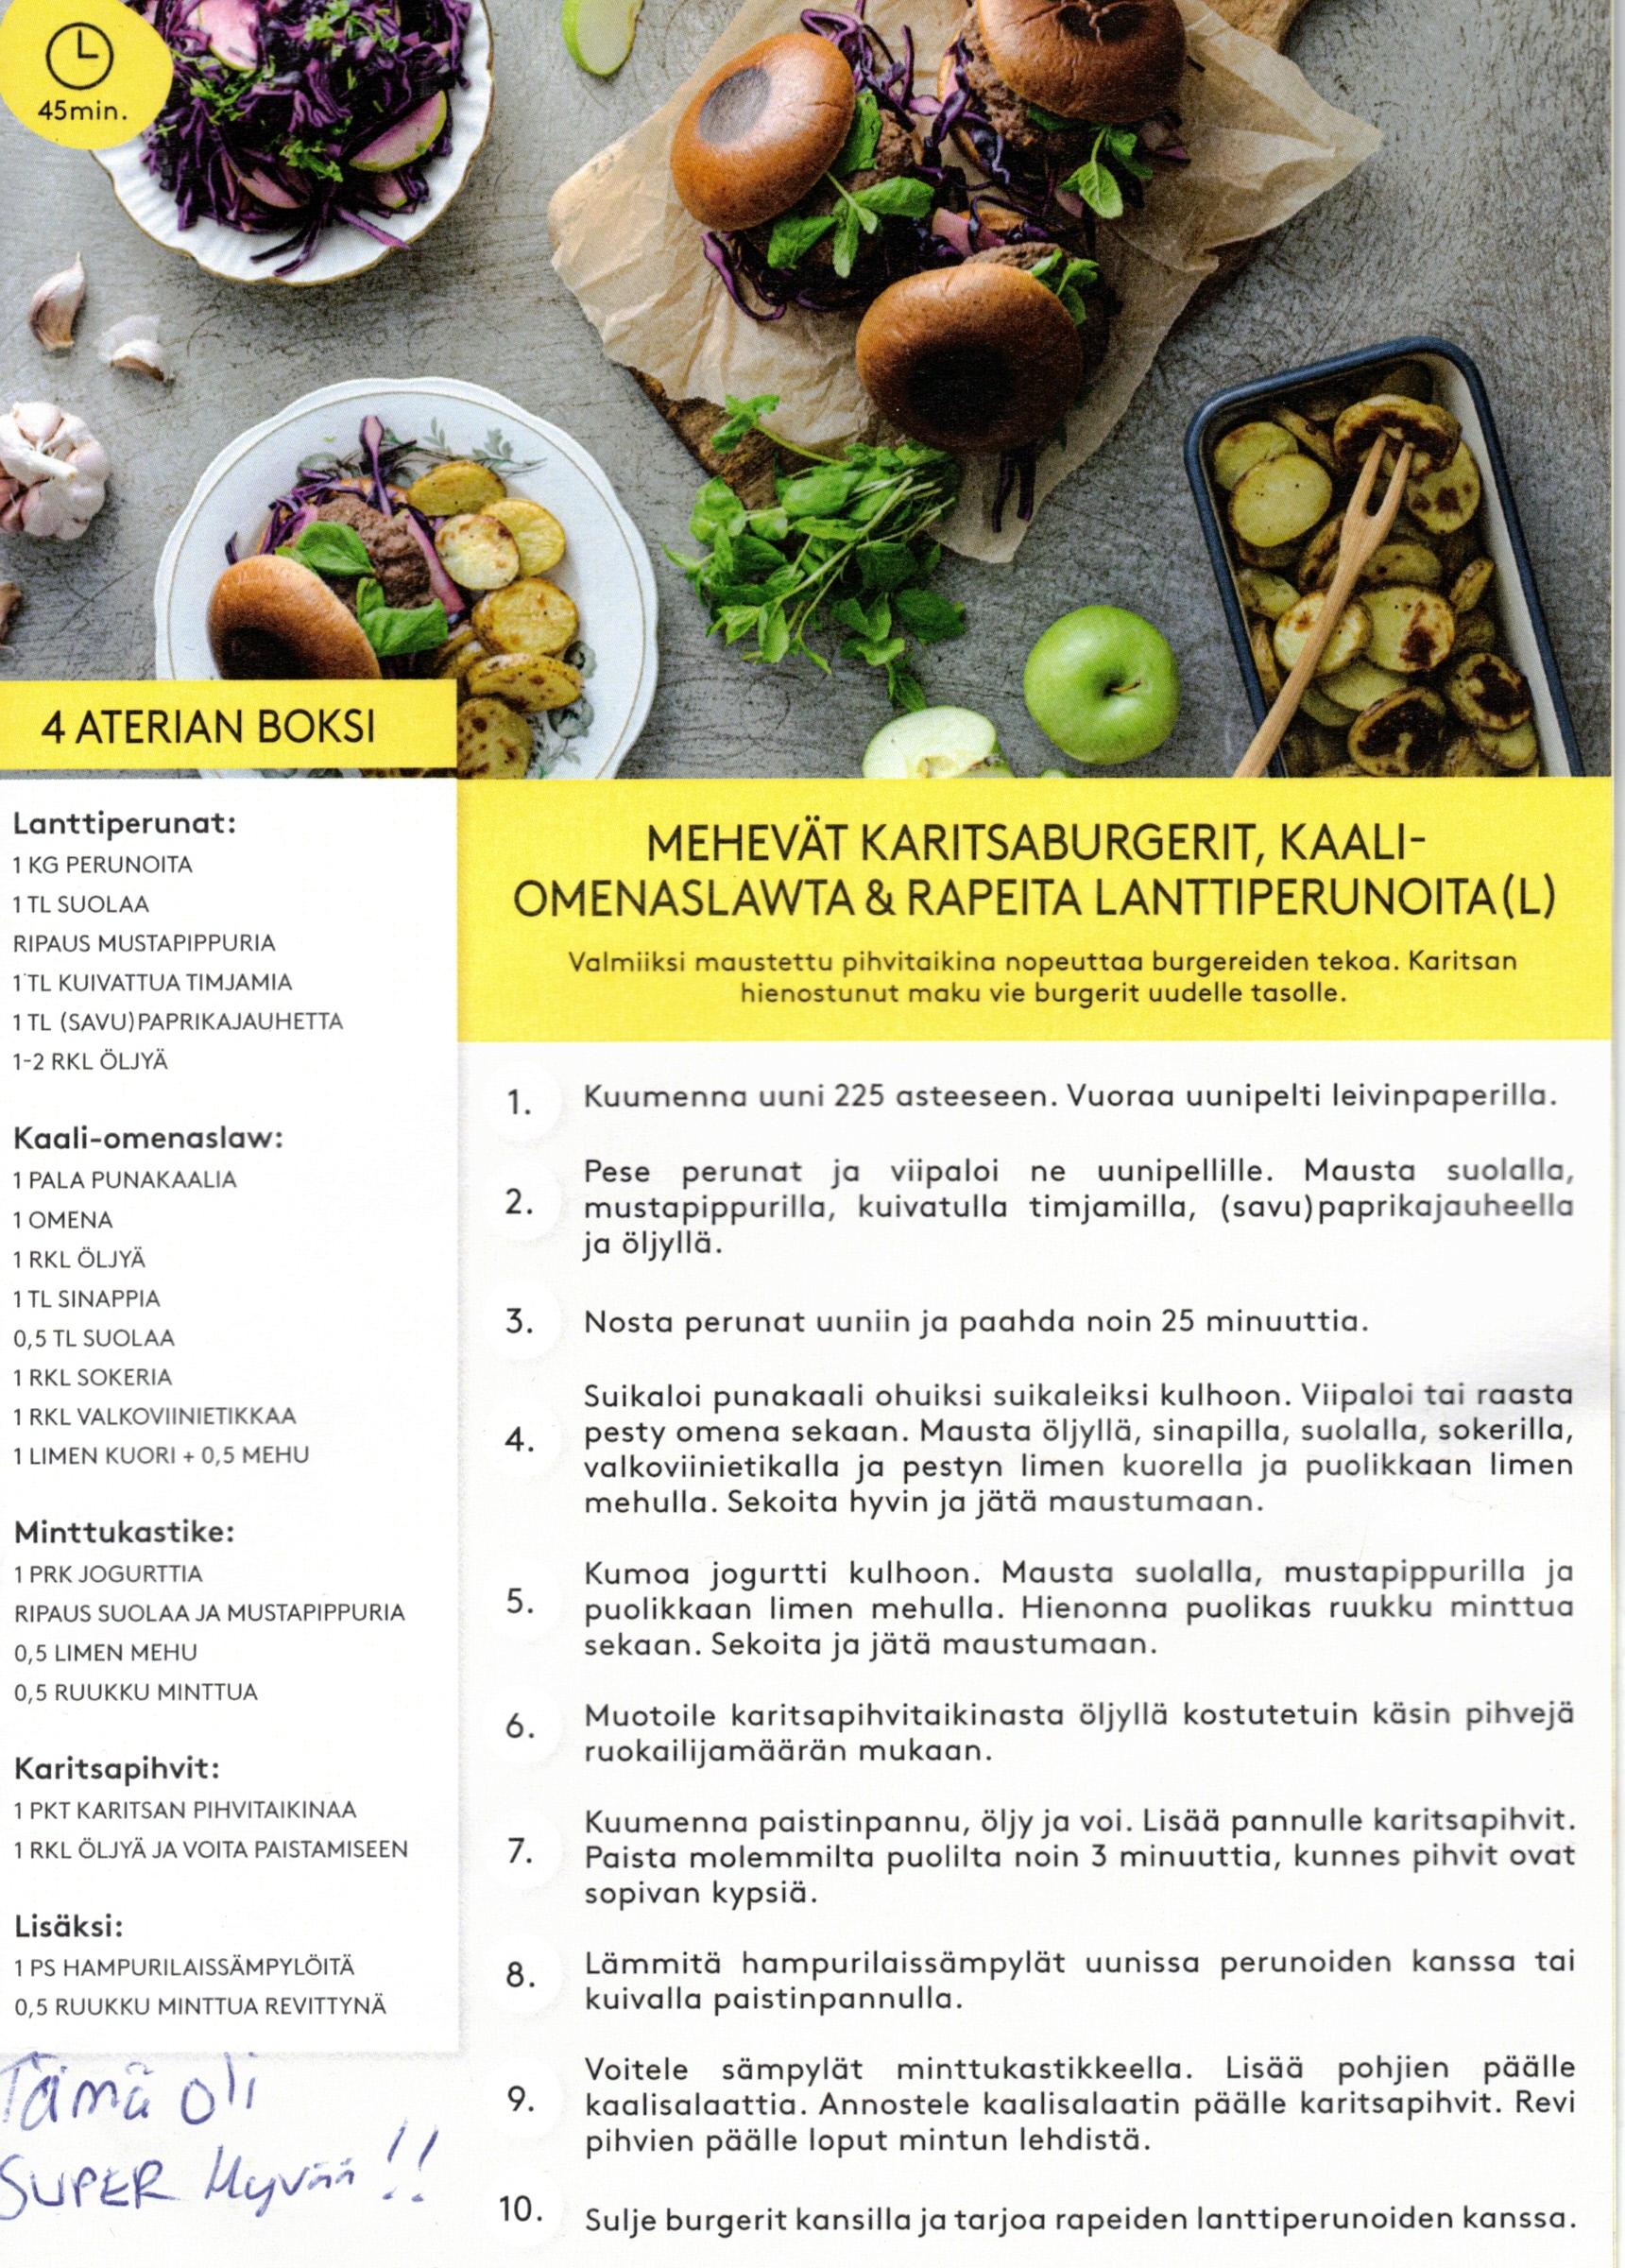 45min.
4 ATERIAN BOKSI
Lanttiperunat:
1 KG PERUNOITA
1 TL SUOLAA
RIPAUS MUSTAPIPPURIA
1 TL KUIVATTUA TIMJAMIA
1 TL (SAVU)PAPRIKAJAUHETTA
1-2 RKL ÖLJYÄ
Kaali-omenaslaw:
1 PALA PUNAKAALIA
1 OMENA
1 RKL ÖLJYÄ
1 TL SINAPPIA
0,5 TL SUOLAA
1 RKL SOKERIA
1 RKL VALKOVIINIETIKKAA
1 LIMEN KUORI + 0,5 MEHU
Minttukastike:
1 PRK JOGURTTIA
RIPAUS SUOLAA JA MUSTAPIPPURIA
0,5 LIMEN MEHU
0,5 RUUKKU MINTTUA
Karitsapihvit:
1 PKT KARITSAN PIHVITAIKINAA
1 RKL ÖLJYÄ JA VOITA PAISTAMISEEN
Lisäksi:
1 PS HAMPURILAISSÄMPYLÖITÄ
0,5 RUUKKU MINTTUA REVITTYNÄ
Tämä oli
SUPER Hyvää !!
MEHEVÄT KARITSABURGERIT, KAALI-
OMENASLAWTA & RAPEITA LANTTIPERUNOITA(L)
Valmiiksi maustettu pihvitaikina nopeuttaa burgereiden tekoa. Karitsan
hienostunut maku vie burgerit uudelle tasolle.
1. Kuumenna uuni 225 asteeseen. Vuoraa uunipelti leivinpaperilla.
2. Pese perunat ja viipaloi ne uunipellille. Mausta suolalla,
mustapippurilla, kuivatulla timjamilla, (savu)paprikajauheella
ja öljyllä.
3. Nosta perunat uuniin ja paahda noin 25 minuuttia.
4. Suikaloi punakaali ohuiksi suikaleiksi kulhoon. Viipaloi tai raasta
pesty omena sekaan. Mausta öljyllä, sinapilla, suolalla, sokerilla,
valkoviinietikalla ja pestyn limen kuorella ja puolikkaan limen
mehulla. Sekoita hyvin ja jätä maustumaan.
5. Kumoa jogurtti kulhoon. Mausta suolalla, mustapippurilla ja
puolikkaan limen mehulla. Hienonna puolikas ruukku minttua
sekaan. Sekoita ja jätä maustumaan.
6. Muotoile karitsapihvitaikinasta öljyllä kostutetuin käsin pihvejä
ruokailijamäärän mukaan.
7. Kuumenna paistinpannu, öljy ja voi. Lisää pannulle karitsapihvit.
Paista molemmilta puolilta noin 3 minuuttia, kunnes pihvit ovat
sopivan kypsiä.
8. Lämmitä hampurilaissämpylät uunissa perunoiden kanssa tai
kuivalla paistinpannulla.
9. Voitele sämpylät minttukastikkeella. Lisää pohjien päälle
kaalisalaattia. Annostele kaalisalaatin päälle karitsapihvit. Revi
pihvien päälle loput mintun lehdistä.
10. Sulje burgerit kansilla ja tarjoa rapeiden lanttiperunoiden kanssa.